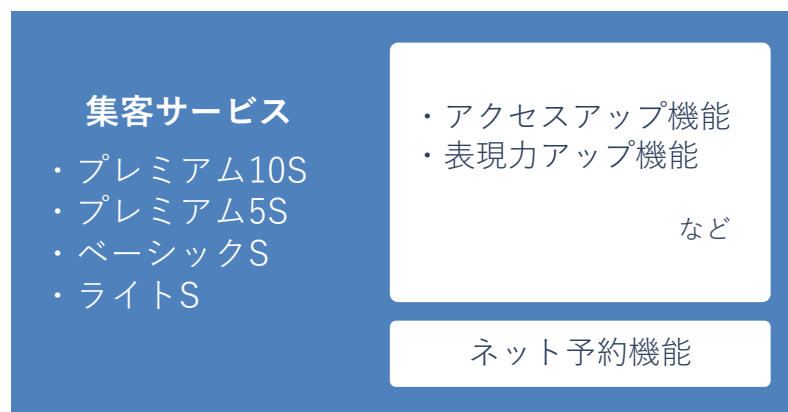 集客サービス
・プレミアム10S
・プレミアム5S
・ベーシックS
・ライトS
・アクセスアップ機能
・表現力アップ機能
など
ネット予約機能